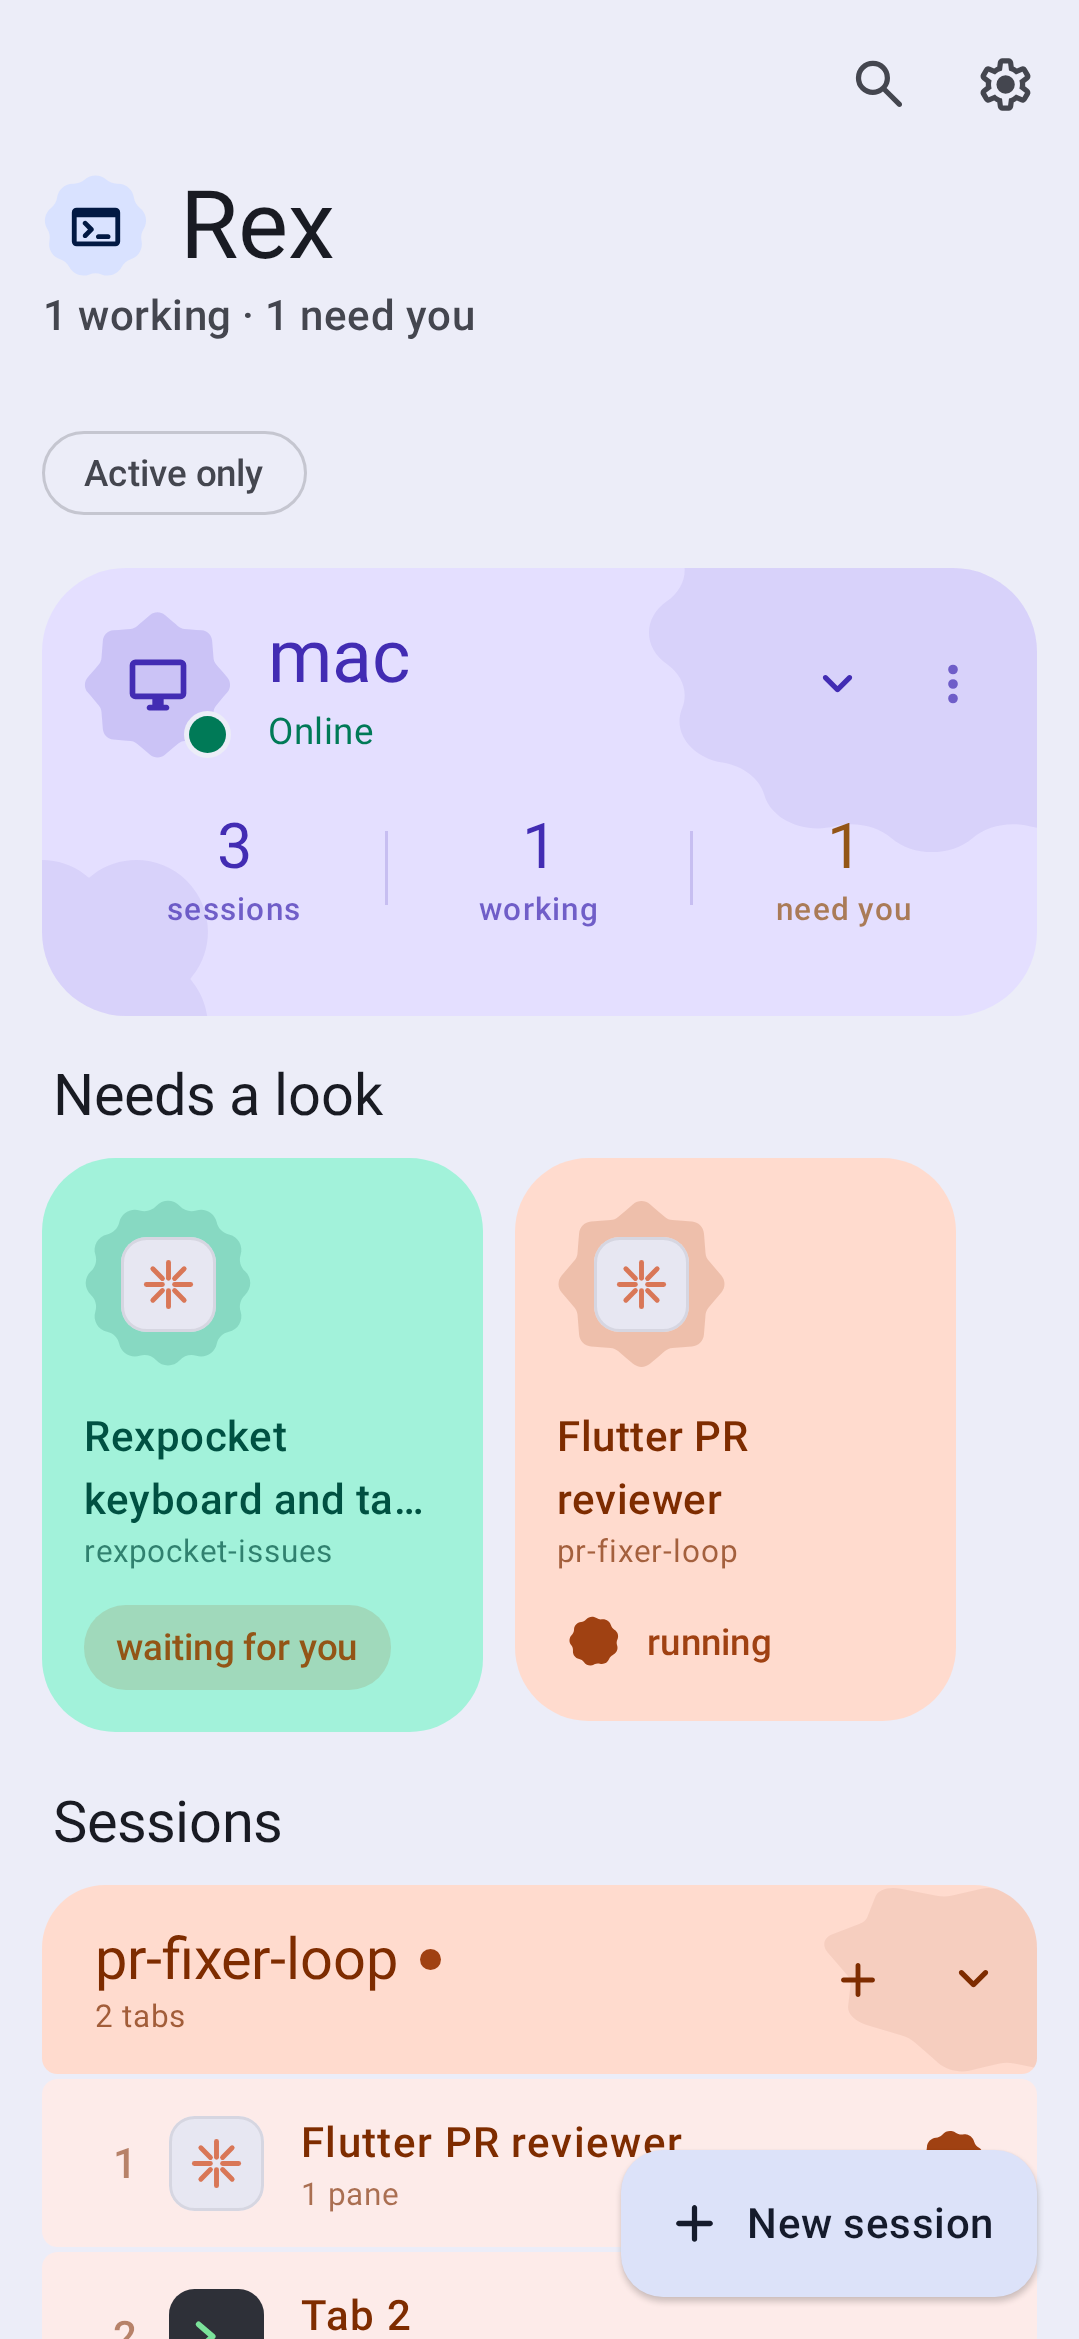 Rex
1 working · 1 need you
Active only
mac
Online
3
sessions
1
working
1
need you
Needs a look
Rexpocket
keyboard and ta...
rexpocket-issues
waiting for you
Flutter PR
reviewer
pr-fixer-loop
running
Sessions
pr-fixer-loop
2 tabs
1
Flutter PR reviewer
1 pane
New session
2
Tab 2